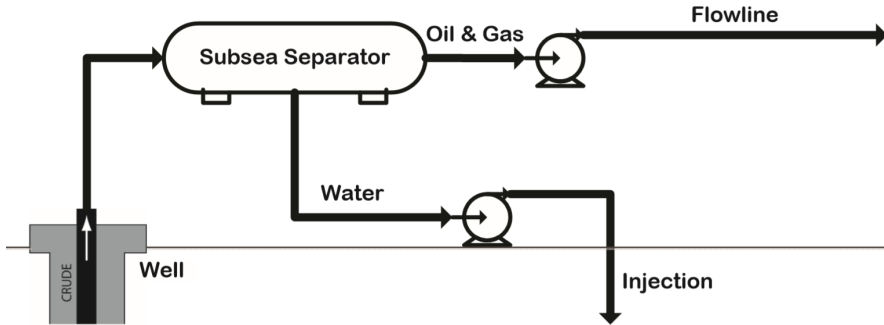 Flowline
Oil & Gas
Subsea Separator
Water
Well
CRUDE
Injection